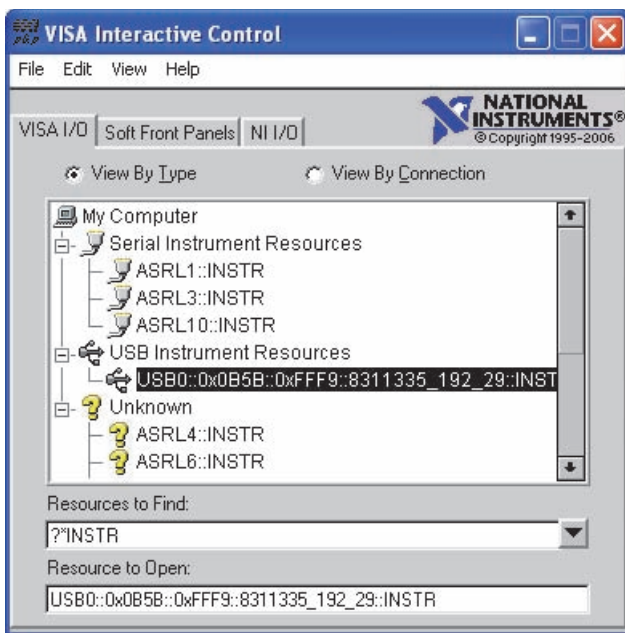 VISA Interactive Control
File Edit View Help
NATIONAL
INSTRUMENTS®
© Copyright 1995-2006
VISA I/O Soft Front Panels NI I/O
View By Type View By Connection
My Computer
Serial Instrument Resources
ASRL1::INSTR
ASRL3::INSTR
ASRL10::INSTR
USB Instrument Resources
USB0::0x0B5B::0xFFF9::8311335_192_29::INST
Unknown
ASRL4::INSTR
ASRL6::INSTR
Resources to Find:
?*INSTR
Resource to Open:
USB0::0x0B5B::0xFFF9::8311335_192_29::INSTR